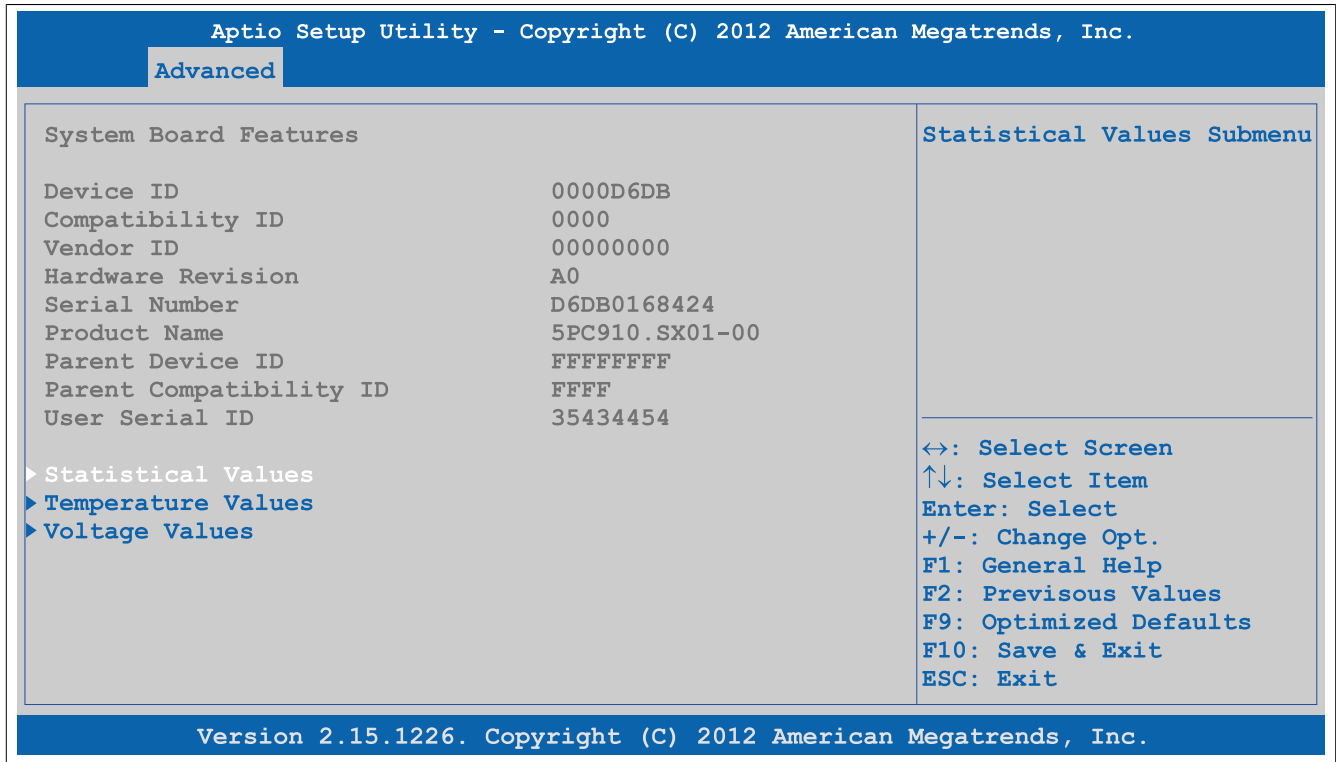 Aptio Setup Utility - Copyright (C) 2012 American Megatrends, Inc.
Advanced
System Board Features
Device ID 0000D6DB
Compatibility ID 0000
Vendor ID 00000000
Hardware Revision A0
Serial Number D6DB0168424
Product Name 5PC910.SX01-00
Parent Device ID FFFFFFFF
Parent Compatibility ID FFFF
User Serial ID 35434454
Statistical Values
Temperature Values
Voltage Values
Statistical Values Submenu
↔: Select Screen
↑↓: Select Item
Enter: Select
+/-: Change Opt.
F1: General Help
F2: Previsous Values
F9: Optimized Defaults
F10: Save & Exit
ESC: Exit
Version 2.15.1226. Copyright (C) 2012 American Megatrends, Inc.